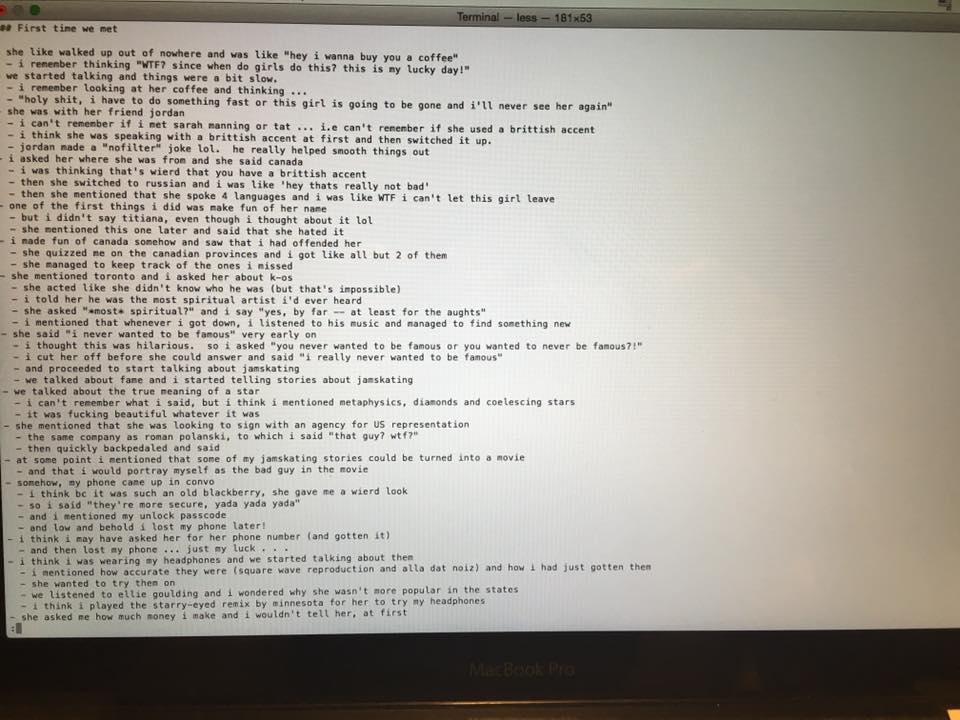 Terminal — less — 181×53
## First time we met
she like walked up out of nowhere and was like "hey i wanna buy you a coffee"
- i remember thinking "WTF? since when do girls do this? this is my lucky day!"
we started talking and things were a bit slow.
- i remember looking at her coffee and thinking ...
- "holy shit, i have to do something fast or this girl is going to be gone and i'll never see her again"
- she was with her friend jordan
- i can't remember if i met sarah manning or tat ... i.e can't remember if she used a brittish accent
- i think she was speaking with a brittish accent at first and then switched it up.
- jordan made a "nofilter" joke lol.  he really helped smooth things out
- i asked her where she was from and she said canada
- i was thinking that's wierd that you have a brittish accent
- then she switched to russian and i was like 'hey thats really not bad'
- then she mentioned that she spoke 4 languages and i was like WTF i can't let this girl leave
- one of the first things i did was make fun of her name
- but i didn't say titiana, even though i thought about it lol
- she mentioned this one later and said that she hated it
- i made fun of canada somehow and saw that i had offended her
- she quizzed me on the canadian provinces and i got like all but 2 of them
- she managed to keep track of the ones i missed
- she mentioned toronto and i asked her about k-os
- she acted like she didn't know who he was (but that's impossible)
- i told her he was the most spiritual artist i'd ever heard
- she asked "*most* spiritual?" and i say "yes, by far -- at least for the aughts"
- i mentioned that whenever i got down, i listened to his music and managed to find something new
- she said "i never wanted to be famous" very early on
- i thought this was hilarious.  so i asked "you never wanted to be famous or you wanted to never be famous?!"
- i cut her off before she could answer and said "i really never wanted to be famous"
- and proceeded to start talking about jamskating
- we talked about fame and i started telling stories about jamskating
- we talked about the true meaning of a star
- i can't remember what i said, but i think i mentioned metaphysics, diamonds and coelescing stars
- it was fucking beautiful whatever it was
- she mentioned that she was looking to sign with an agency for US representation
- the same company as roman polanski, to which i said "that guy? wtf?"
- then quickly backpedaled and said
- at some point i mentioned that some of my jamskating stories could be turned into a movie
- and that i would portray myself as the bad guy in the movie
- somehow, my phone came up in convo
- i think bc it was such an old blackberry, she gave me a wierd look
- so i said "they're more secure, yada yada yada"
- and i mentioned my unlock passcode
- and low and behold i lost my phone later!
- i think i may have asked her for her phone number (and gotten it)
- and then lost my phone ... just my luck . . .
- i think i was wearing my headphones and we started talking about them
- i mentioned how accurate they were (square wave reproduction and alla dat noiz) and how i had just gotten them
- she wanted to try them on
- we listened to ellie goulding and i wondered why she wasn't more popular in the states
- i think i played the starry-eyed remix by minnesota for her to try my headphones
- she asked me how much money i make and i wouldn't tell her, at first
:
MacBook Pro